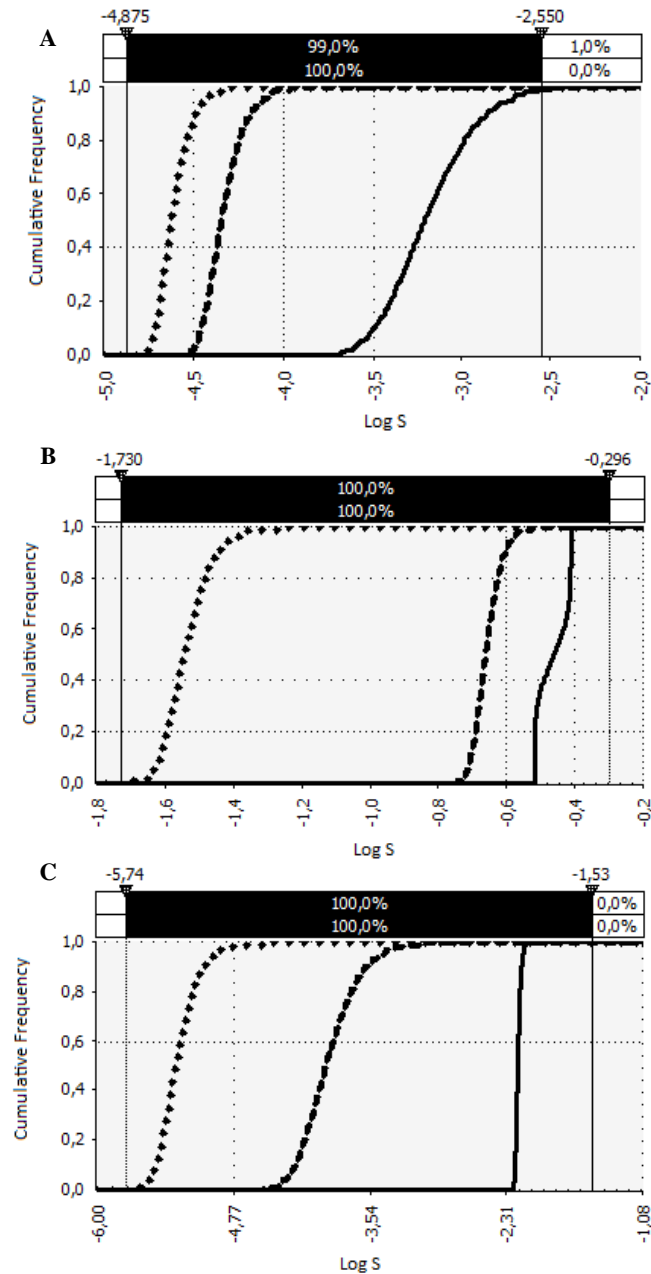 A
-4,875
-2,550
99,0% 1,0%
100,0% 0,0%
1,0
0,8
0,6
0,4
0,2
0,0
Cumulative Frequency
-5,0 -4,5 -4,0 -3,5 -3,0 -2,5 -2,0
Log S
B
-1,730
-0,296
100,0%
100,0%
1,0
0,8
0,6
0,4
0,2
0,0
Cumulative Frequency
-1,8 -1,6 -1,4 -1,2 -1,0 -0,8 -0,6 -0,4 -0,2
Log S
C
-5,74
-1,53
100,0% 0,0%
100,0% 0,0%
1,0
0,8
0,6
0,4
0,2
0,0
Cumulative Frequency
-6,00 -4,77 -3,54 -2,31 -1,08
Log S